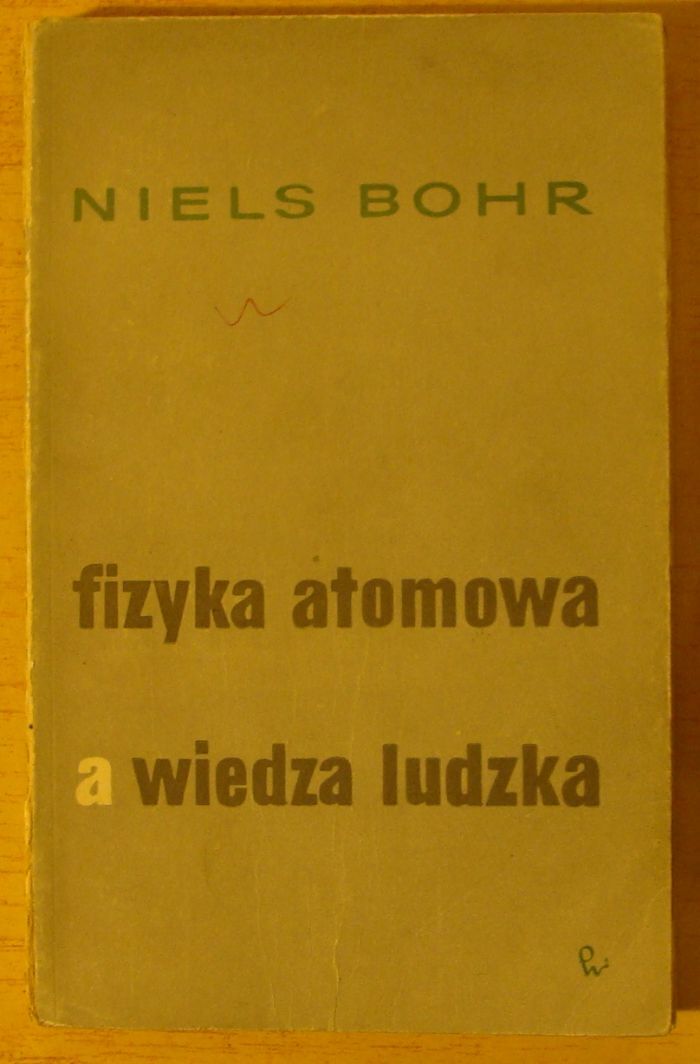 NIELS BOHR
fizyka atomowa
a wiedza ludzka